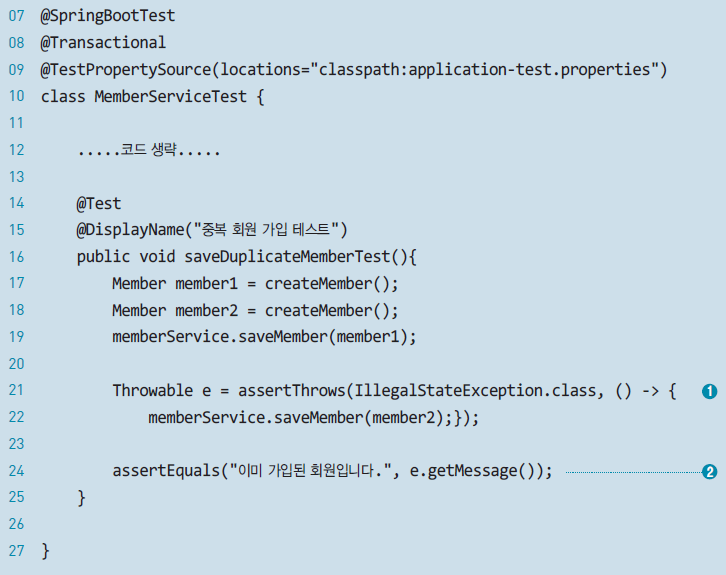 07 @SpringBootTest
08 @Transactional
09 @TestPropertySource(locations="classpath:application-test.properties")
10 class MemberServiceTest {
11
12     .....코드 생략.....
13
14     @Test
15     @DisplayName("중복 회원 가입 테스트")
16     public void saveDuplicateMemberTest(){
17         Member member1 = createMember();
18         Member member2 = createMember();
19         memberService.saveMember(member1);
20
21         Throwable e = assertThrows(IllegalStateException.class, () -> { ❶
22             memberService.saveMember(member2);});
23
24         assertEquals("이미 가입된 회원입니다.", e.getMessage()); ❷
25     }
26
27 }